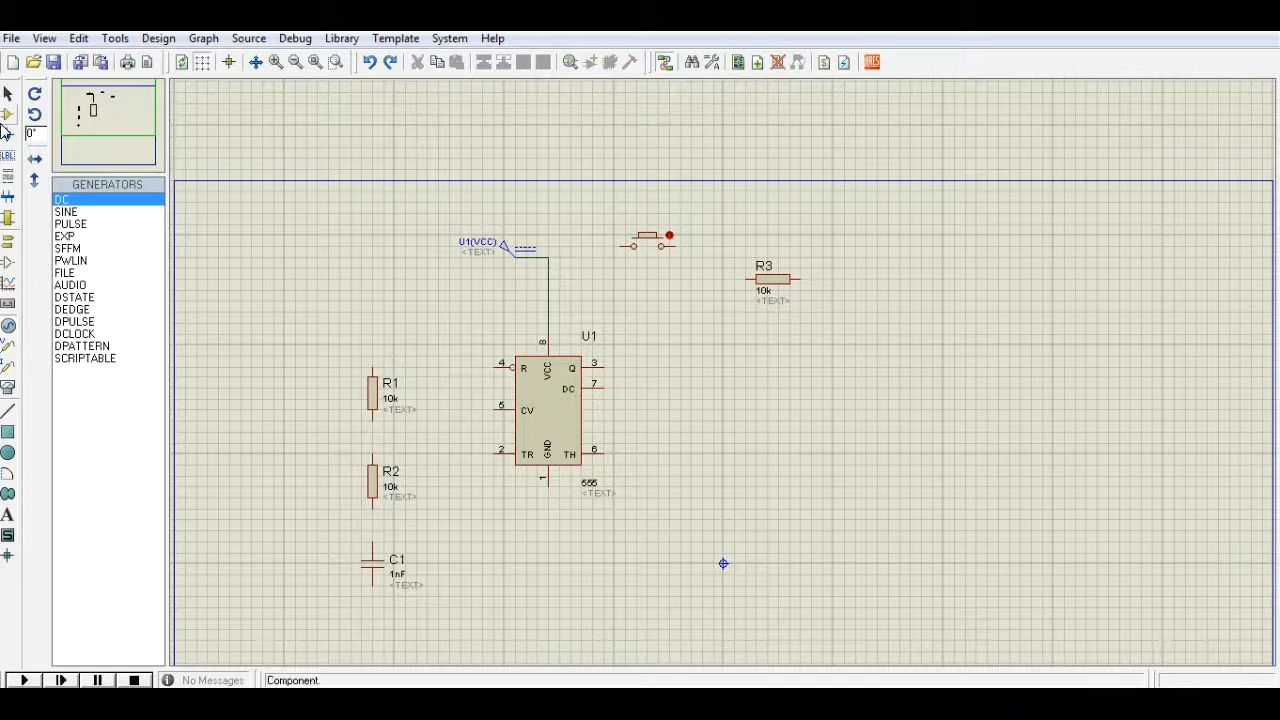 File View Edit Tools Design Graph Source Debug Library Template System Help
ARES
0°
LBL
A
S
GENERATORS
DC
SINE
PULSE
EXP
SFFM
PWLIN
FILE
AUDIO
DSTATE
DEDGE
DPULSE
DCLOCK
DPATTERN
SCRIPTABLE
U1(VCC)
<TEXT>
R3
10k
<TEXT>
U1
8
4 R VCC Q 3
DC 7
5 CV
2 TR GND TH 6
1
555
<TEXT>
R1
10k
<TEXT>
R2
10k
<TEXT>
C1
1nF
<TEXT>
No Messages
Component.